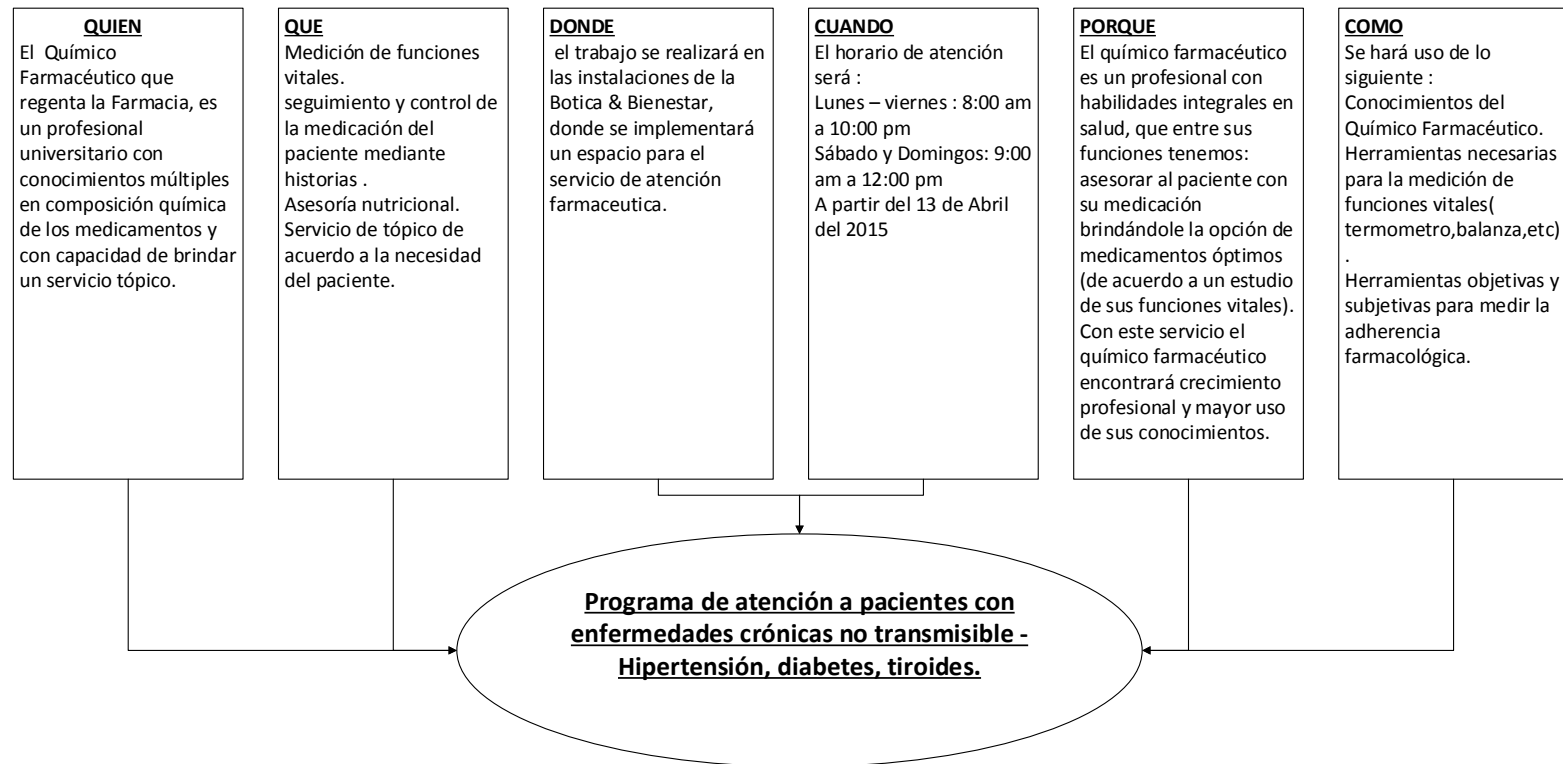 QUIEN
El Químico
Farmacéutico que
regenta la Farmacia, es
un profesional
universitario con
conocimientos múltiples
en composición química
de los medicamentos y
con capacidad de brindar
un servicio tópico.
QUE
Medición de funciones
vitales.
seguimiento y control de
la medicación del
paciente mediante
historias .
Asesoría nutricional.
Servicio de tópico de
acuerdo a la necesidad
del paciente.
DONDE
el trabajo se realizará en
las instalaciones de la
Botica & Bienestar,
donde se implementará
un espacio para el
servicio de atención
farmaceutica.
CUANDO
El horario de atención
será :
Lunes – viernes : 8:00 am
a 10:00 pm
Sábado y Domingos: 9:00
am a 12:00 pm
A partir del 13 de Abril
del 2015
PORQUE
El químico farmacéutico
es un profesional con
habilidades integrales en
salud, que entre sus
funciones tenemos:
asesorar al paciente con
su medicación
brindándole la opción de
medicamentos óptimos
(de acuerdo a un estudio
de sus funciones vitales).
Con este servicio el
químico farmacéutico
encontrará crecimiento
profesional y mayor uso
de sus conocimientos.
COMO
Se hará uso de lo
siguiente :
Conocimientos del
Químico Farmacéutico.
Herramientas necesarias
para la medición de
funciones vitales(
termometro,balanza,etc)
.
Herramientas objetivas y
subjetivas para medir la
adherencia
farmacológica.
Programa de atención a pacientes con
enfermedades crónicas no transmisible -
Hipertensión, diabetes, tiroides.